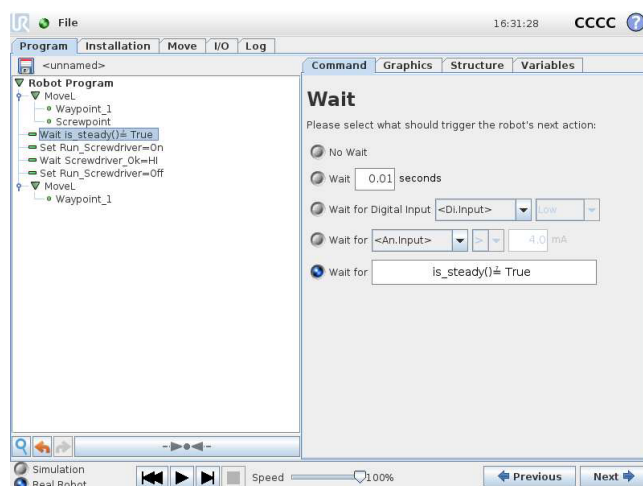 UR File 16:31:28 CCCC ?
Program Installation Move I/O Log
<unnamed>
Command Graphics Structure Variables
Robot Program
MoveL
Waypoint_1
Screwpoint
Wait is_steady()≟ True
Set Run_Screwdriver=On
Wait Screwdriver_Ok=HI
Set Run_Screwdriver=Off
MoveL
Waypoint_1
Wait
Please select what should trigger the robot's next action:
No Wait
Wait 0.01 seconds
Wait for Digital Input <Di.Input> Low
Wait for <An.Input> > 4.0 mA
Wait for is_steady()≟ True
Simulation
Real Robot
Speed 100%
Previous Next